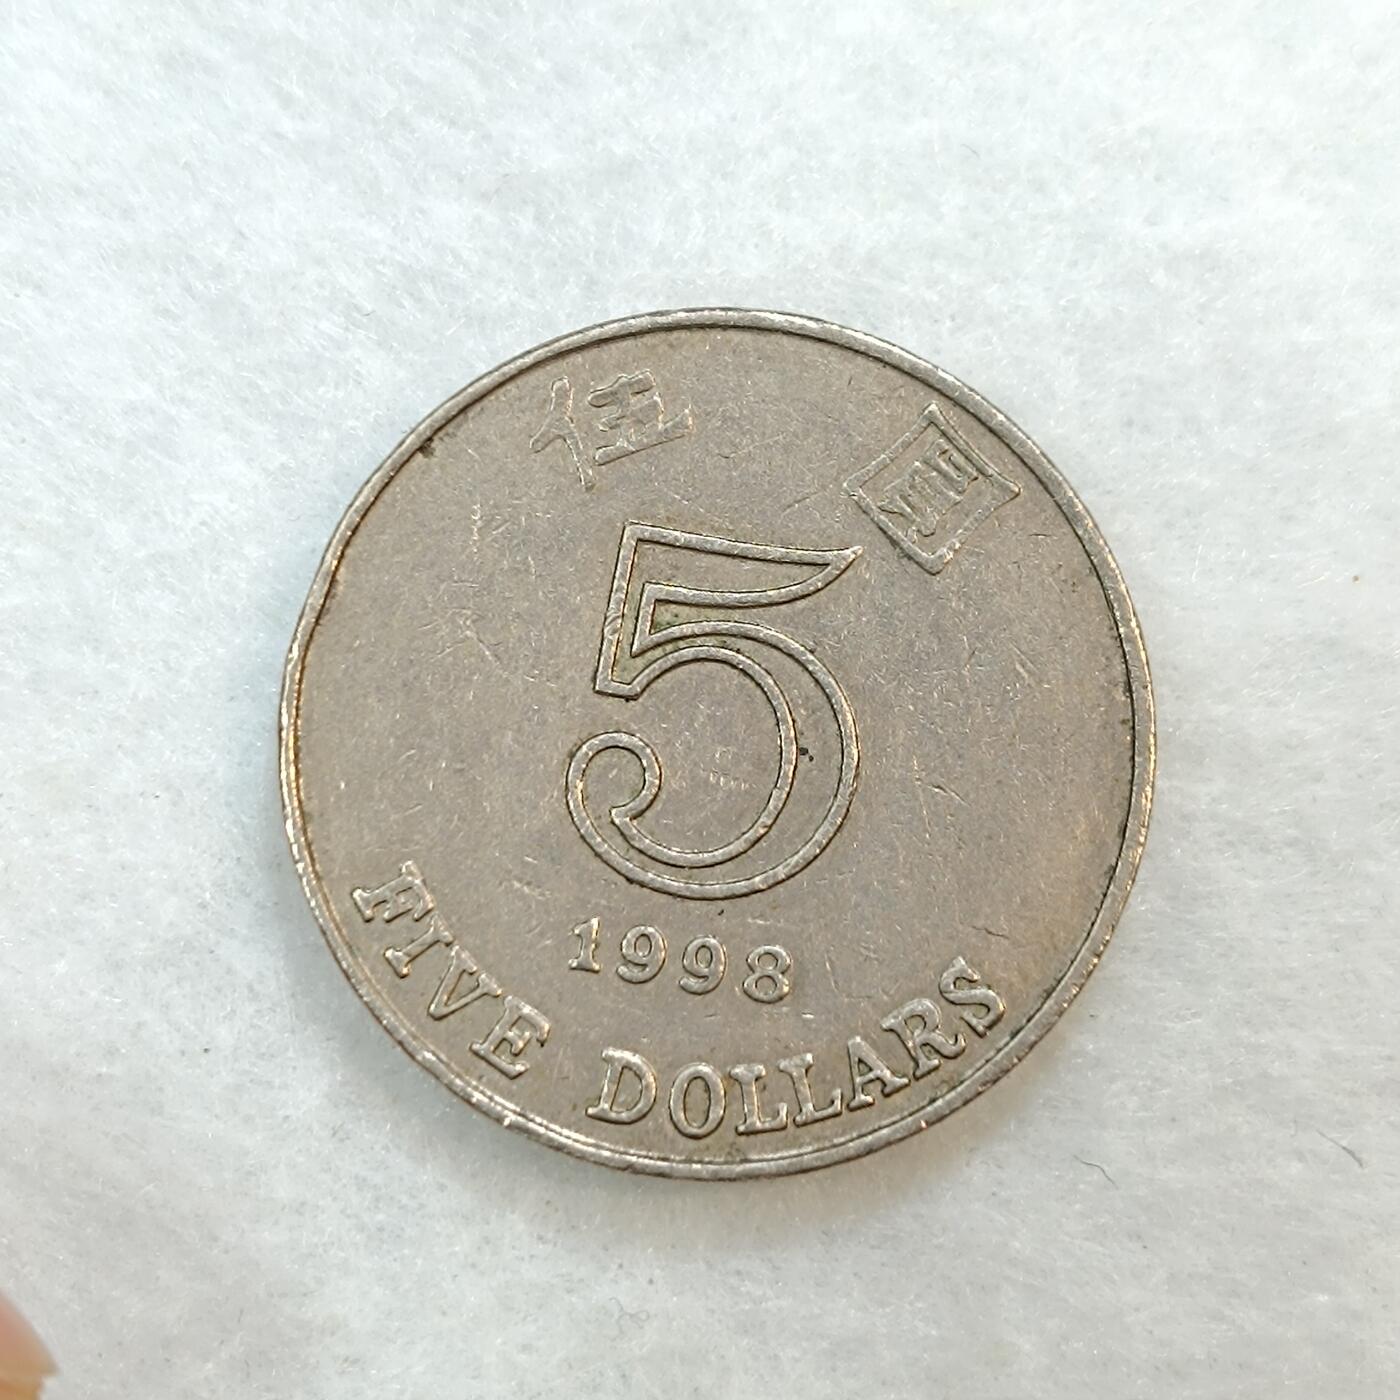 伍 圓
5
1998
FIVE DOLLARS